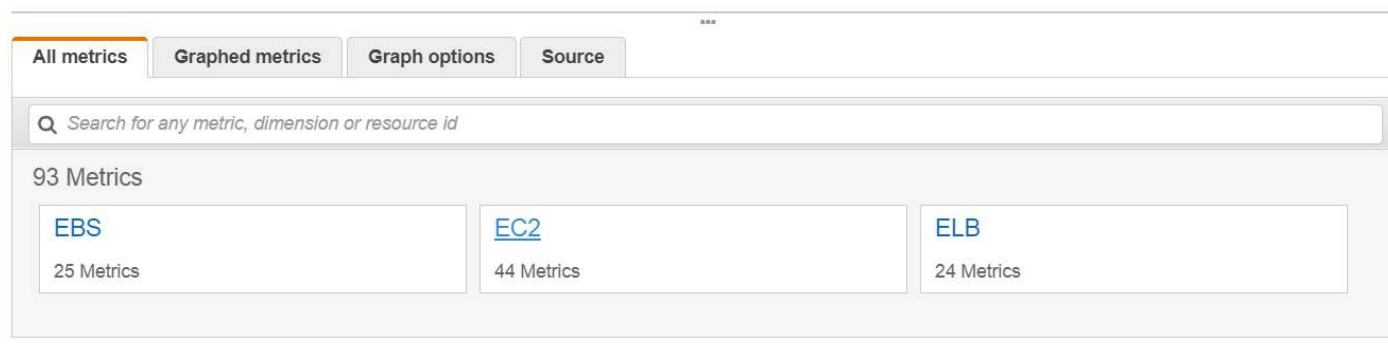 All metrics Graphed metrics Graph options Source
Search for any metric, dimension or resource id
93 Metrics
EBS EC2 ELB
25 Metrics 44 Metrics 24 Metrics